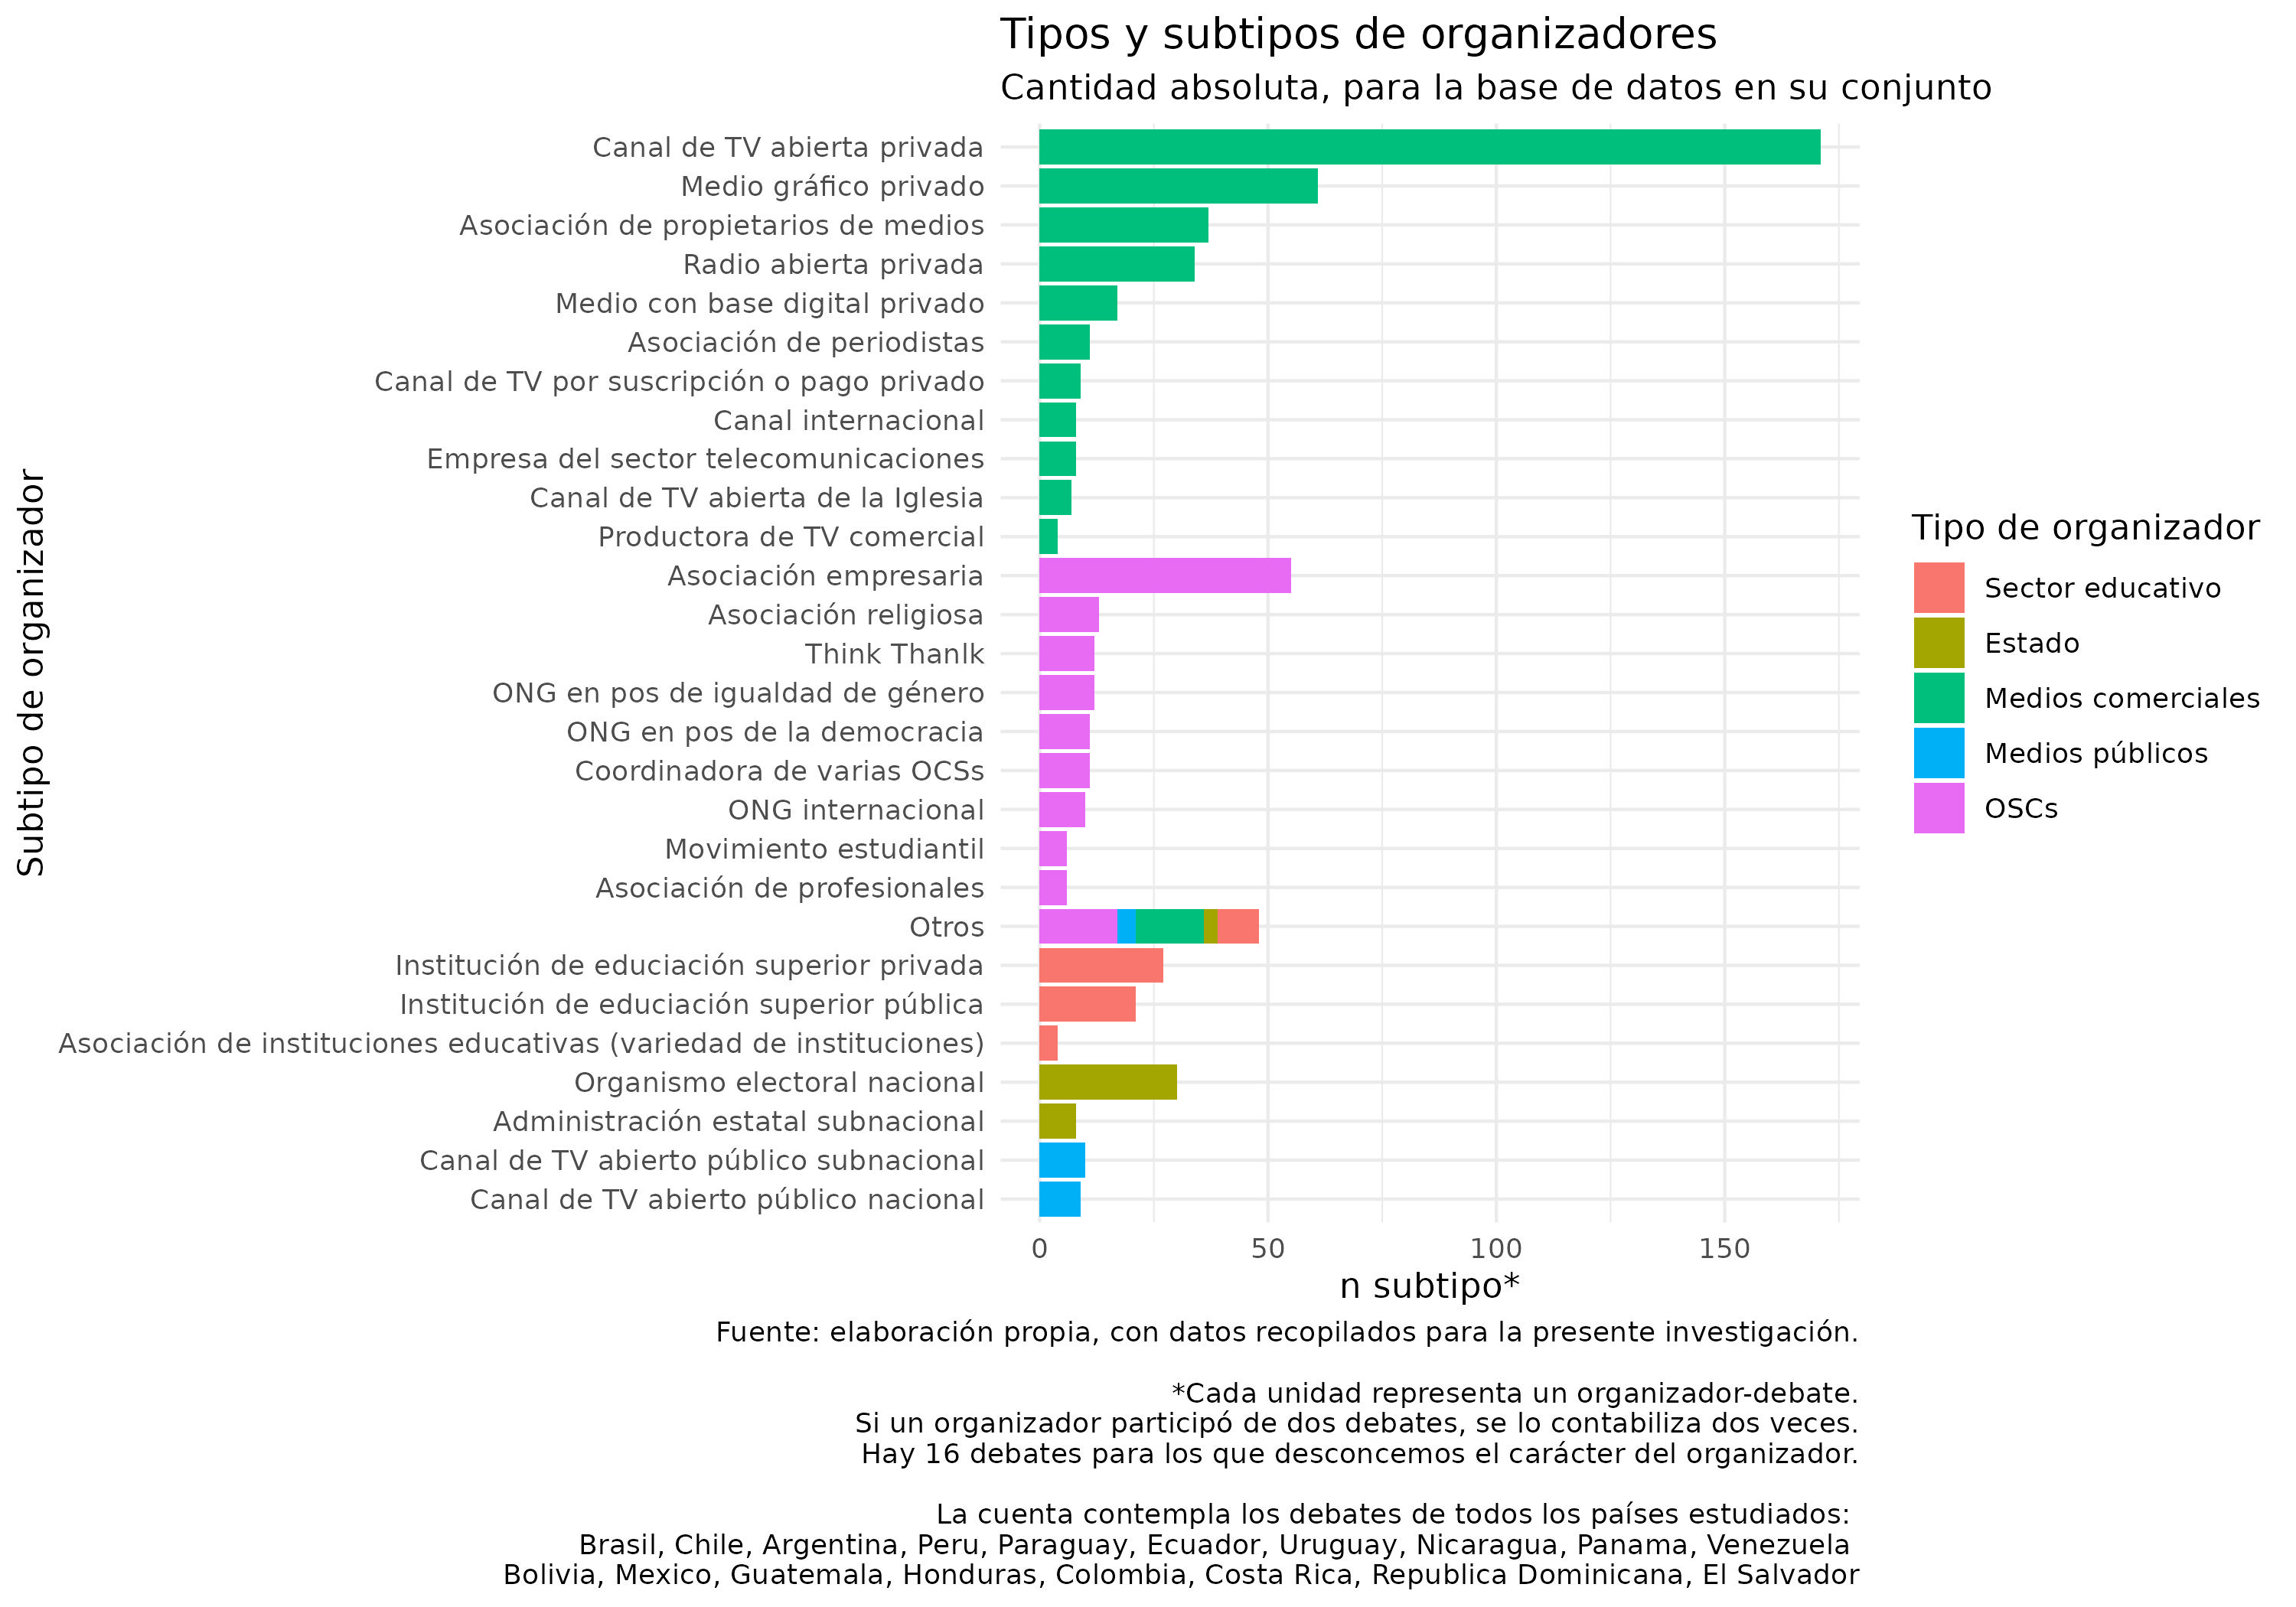 Tipos y subtipos de organizadores
Cantidad absoluta, para la base de datos en su conjunto
Subtipo de organizador
Canal de TV abierta privada
Medio gráfico privado
Asociación de propietarios de medios
Radio abierta privada
Medio con base digital privado
Asociación de periodistas
Canal de TV por suscripción o pago privado
Canal internacional
Empresa del sector telecomunicaciones
Canal de TV abierta de la Iglesia
Productora de TV comercial
Asociación empresaria
Asociación religiosa
Think Thanlk
ONG en pos de igualdad de género
ONG en pos de la democracia
Coordinadora de varias OCSs
ONG internacional
Movimiento estudiantil
Asociación de profesionales
Otros
Institución de educiación superior privada
Institución de educiación superior pública
Asociación de instituciones educativas (variedad de instituciones)
Organismo electoral nacional
Administración estatal subnacional
Canal de TV abierto público subnacional
Canal de TV abierto público nacional
0 50 100 150
n subtipo*
Tipo de organizador
Sector educativo
Estado
Medios comerciales
Medios públicos
OSCs
Fuente: elaboración propia, con datos recopilados para la presente investigación.
*Cada unidad representa un organizador-debate.
Si un organizador participó de dos debates, se lo contabiliza dos veces.
Hay 16 debates para los que desconcemos el carácter del organizador.
La cuenta contempla los debates de todos los países estudiados:
Brasil, Chile, Argentina, Peru, Paraguay, Ecuador, Uruguay, Nicaragua, Panama, Venezuela
Bolivia, Mexico, Guatemala, Honduras, Colombia, Costa Rica, Republica Dominicana, El Salvador